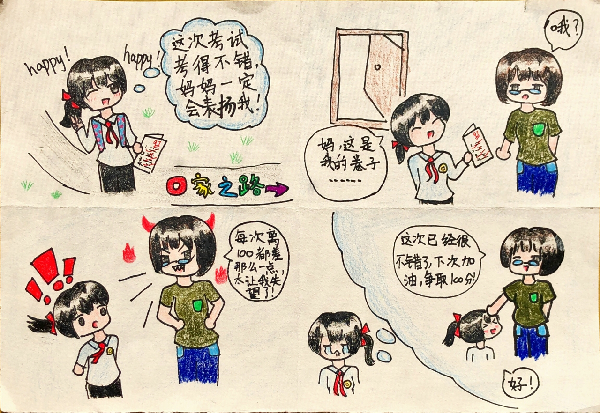 happy!
happy!
这次考试
考得不错,
妈妈一定
会表扬我!
回家之路
哦?
妈,这是
我的卷子
……
每次离
100都差
那么一点,
太让我失
望了!
!!!
这次已经很
不错了,下次加
油,争取100分
好!